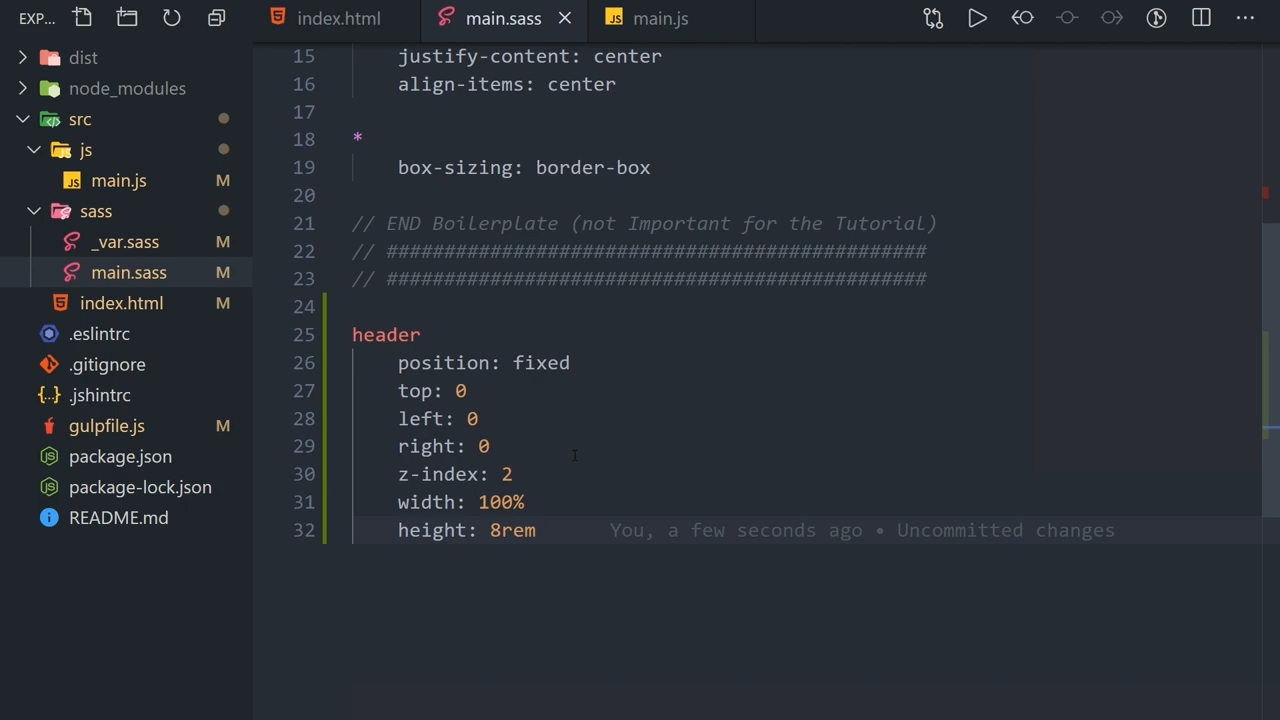 EXP...
dist
node_modules
src
js
main.js M
sass
_var.sass M
main.sass M
index.html M
.eslintrc
.gitignore
.jshintrc
gulpfile.js M
package.json
package-lock.json
README.md
index.html
main.sass
main.js
15 justify-content: center
16 align-items: center
17
18 *
19 box-sizing: border-box
20
21 // END Boilerplate (not Important for the Tutorial)
22 // ###############################################
23 // ###############################################
24
25 header
26 position: fixed
27 top: 0
28 left: 0
29 right: 0
30 z-index: 2
31 width: 100%
32 height: 8rem You, a few seconds ago • Uncommitted changes